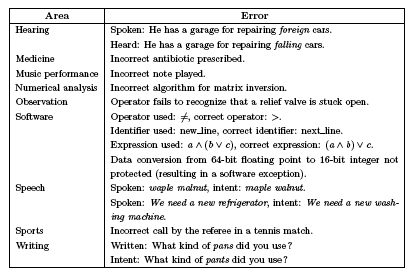 Area Error
Hearing Spoken: He has a garage for repairing foreign cars.
Heard: He has a garage for repairing falling cars.
Medicine Incorrect antibiotic prescribed.
Music performance Incorrect note played.
Numerical analysis Incorrect algorithm for matrix inversion.
Observation Operator fails to recognize that a relief valve is stuck open.
Software Operator used: ≠, correct operator: >.
Identifier used: new_line, correct identifier: next_line.
Expression used: a ∧ (b ∨ c), correct expression: (a ∧ b) ∨ c.
Data conversion from 64-bit floating point to 16-bit integer not
protected (resulting in a software exception).
Speech Spoken: waple malnut, intent: maple walnut.
Spoken: We need a new refrigerator, intent: We need a new wash-
ing machine.
Sports Incorrect call by the referee in a tennis match.
Writing Written: What kind of pans did you use?
Intent: What kind of pants did you use?